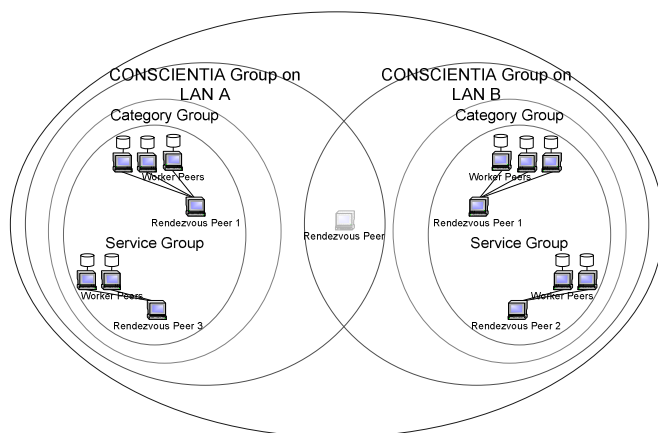 CONSCIENTIA Group on
LAN A
Category Group
Worker Peers
Rendezvous Peer 1
Service Group
Worker Peers
Rendezvous Peer 3
Rendezvous Peer
CONSCIENTIA Group on
LAN B
Category Group
Worker Peers
Rendezvous Peer 1
Service Group
Worker Peers
Rendezvous Peer 2